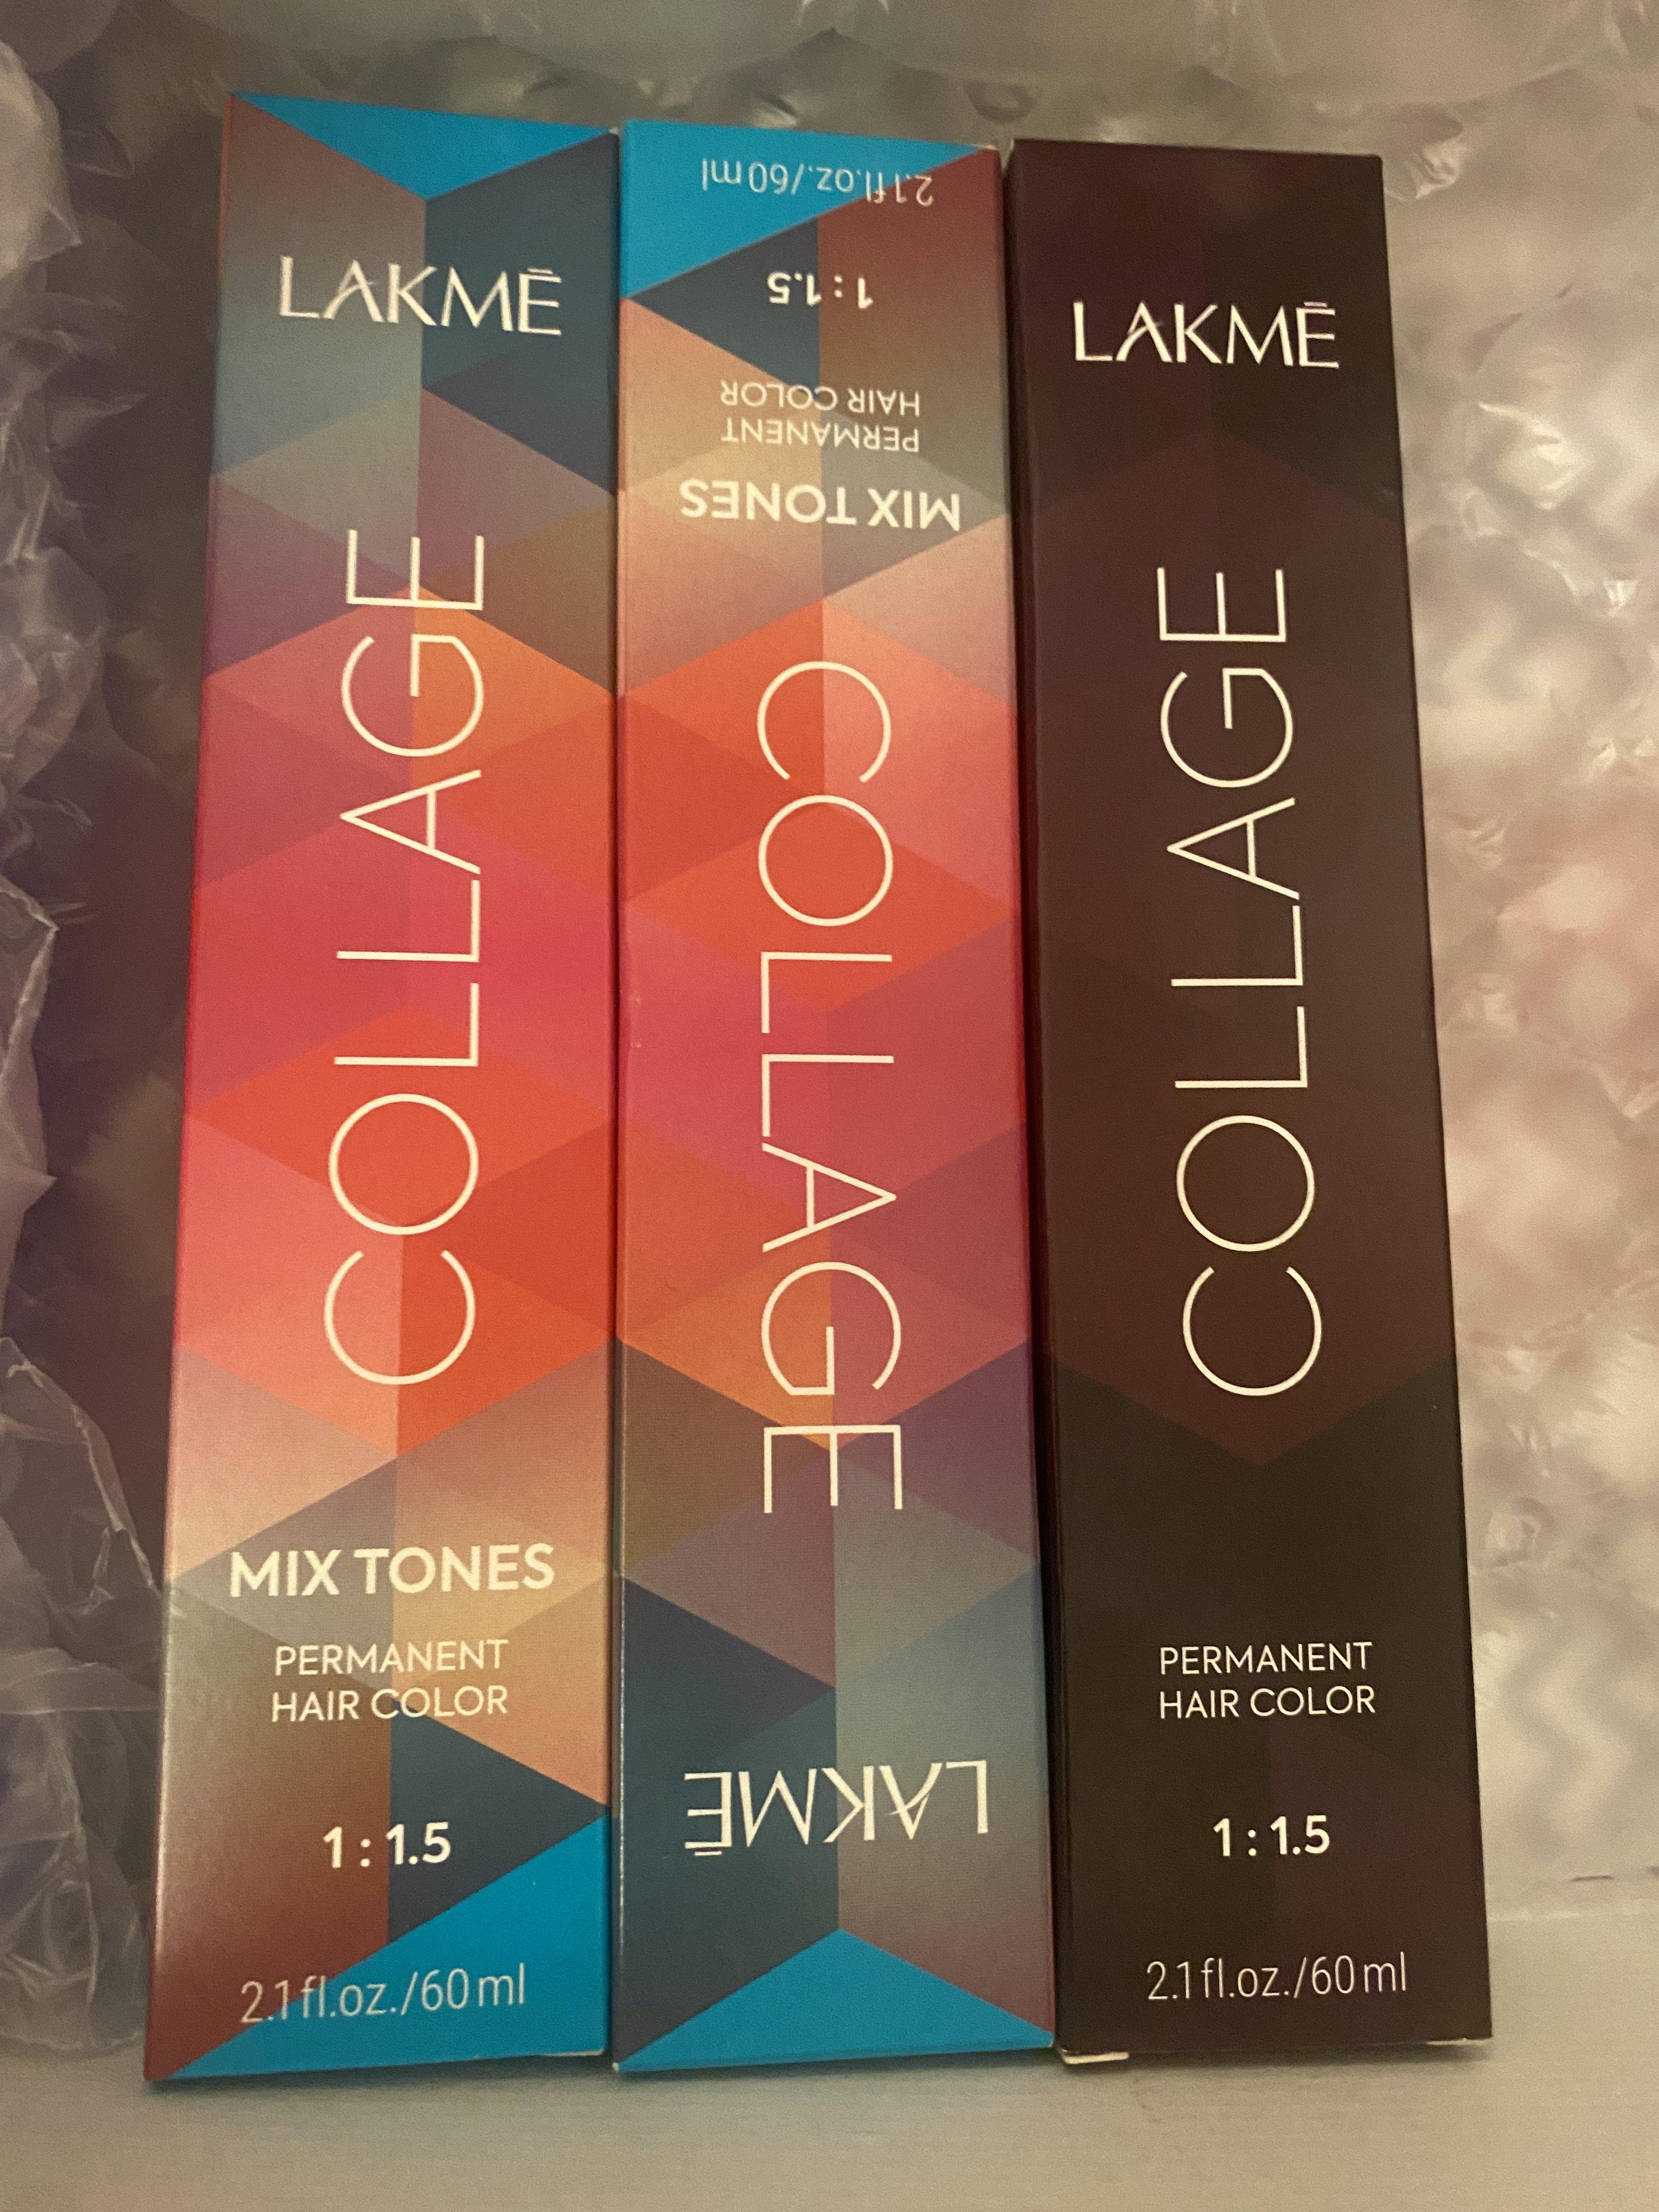 LAKMĒ
COLLAGE
MIX TONES
PERMANENT
HAIR COLOR
1 : 1.5
2.1 fl.oz./60 ml
LAKMĒ
COLLAGE
MIX TONES
PERMANENT
HAIR COLOR
1 : 1.5
2.1 fl.oz./60 ml
LAKMĒ
COLLAGE
PERMANENT
HAIR COLOR
1 : 1.5
2.1 fl.oz./60 ml